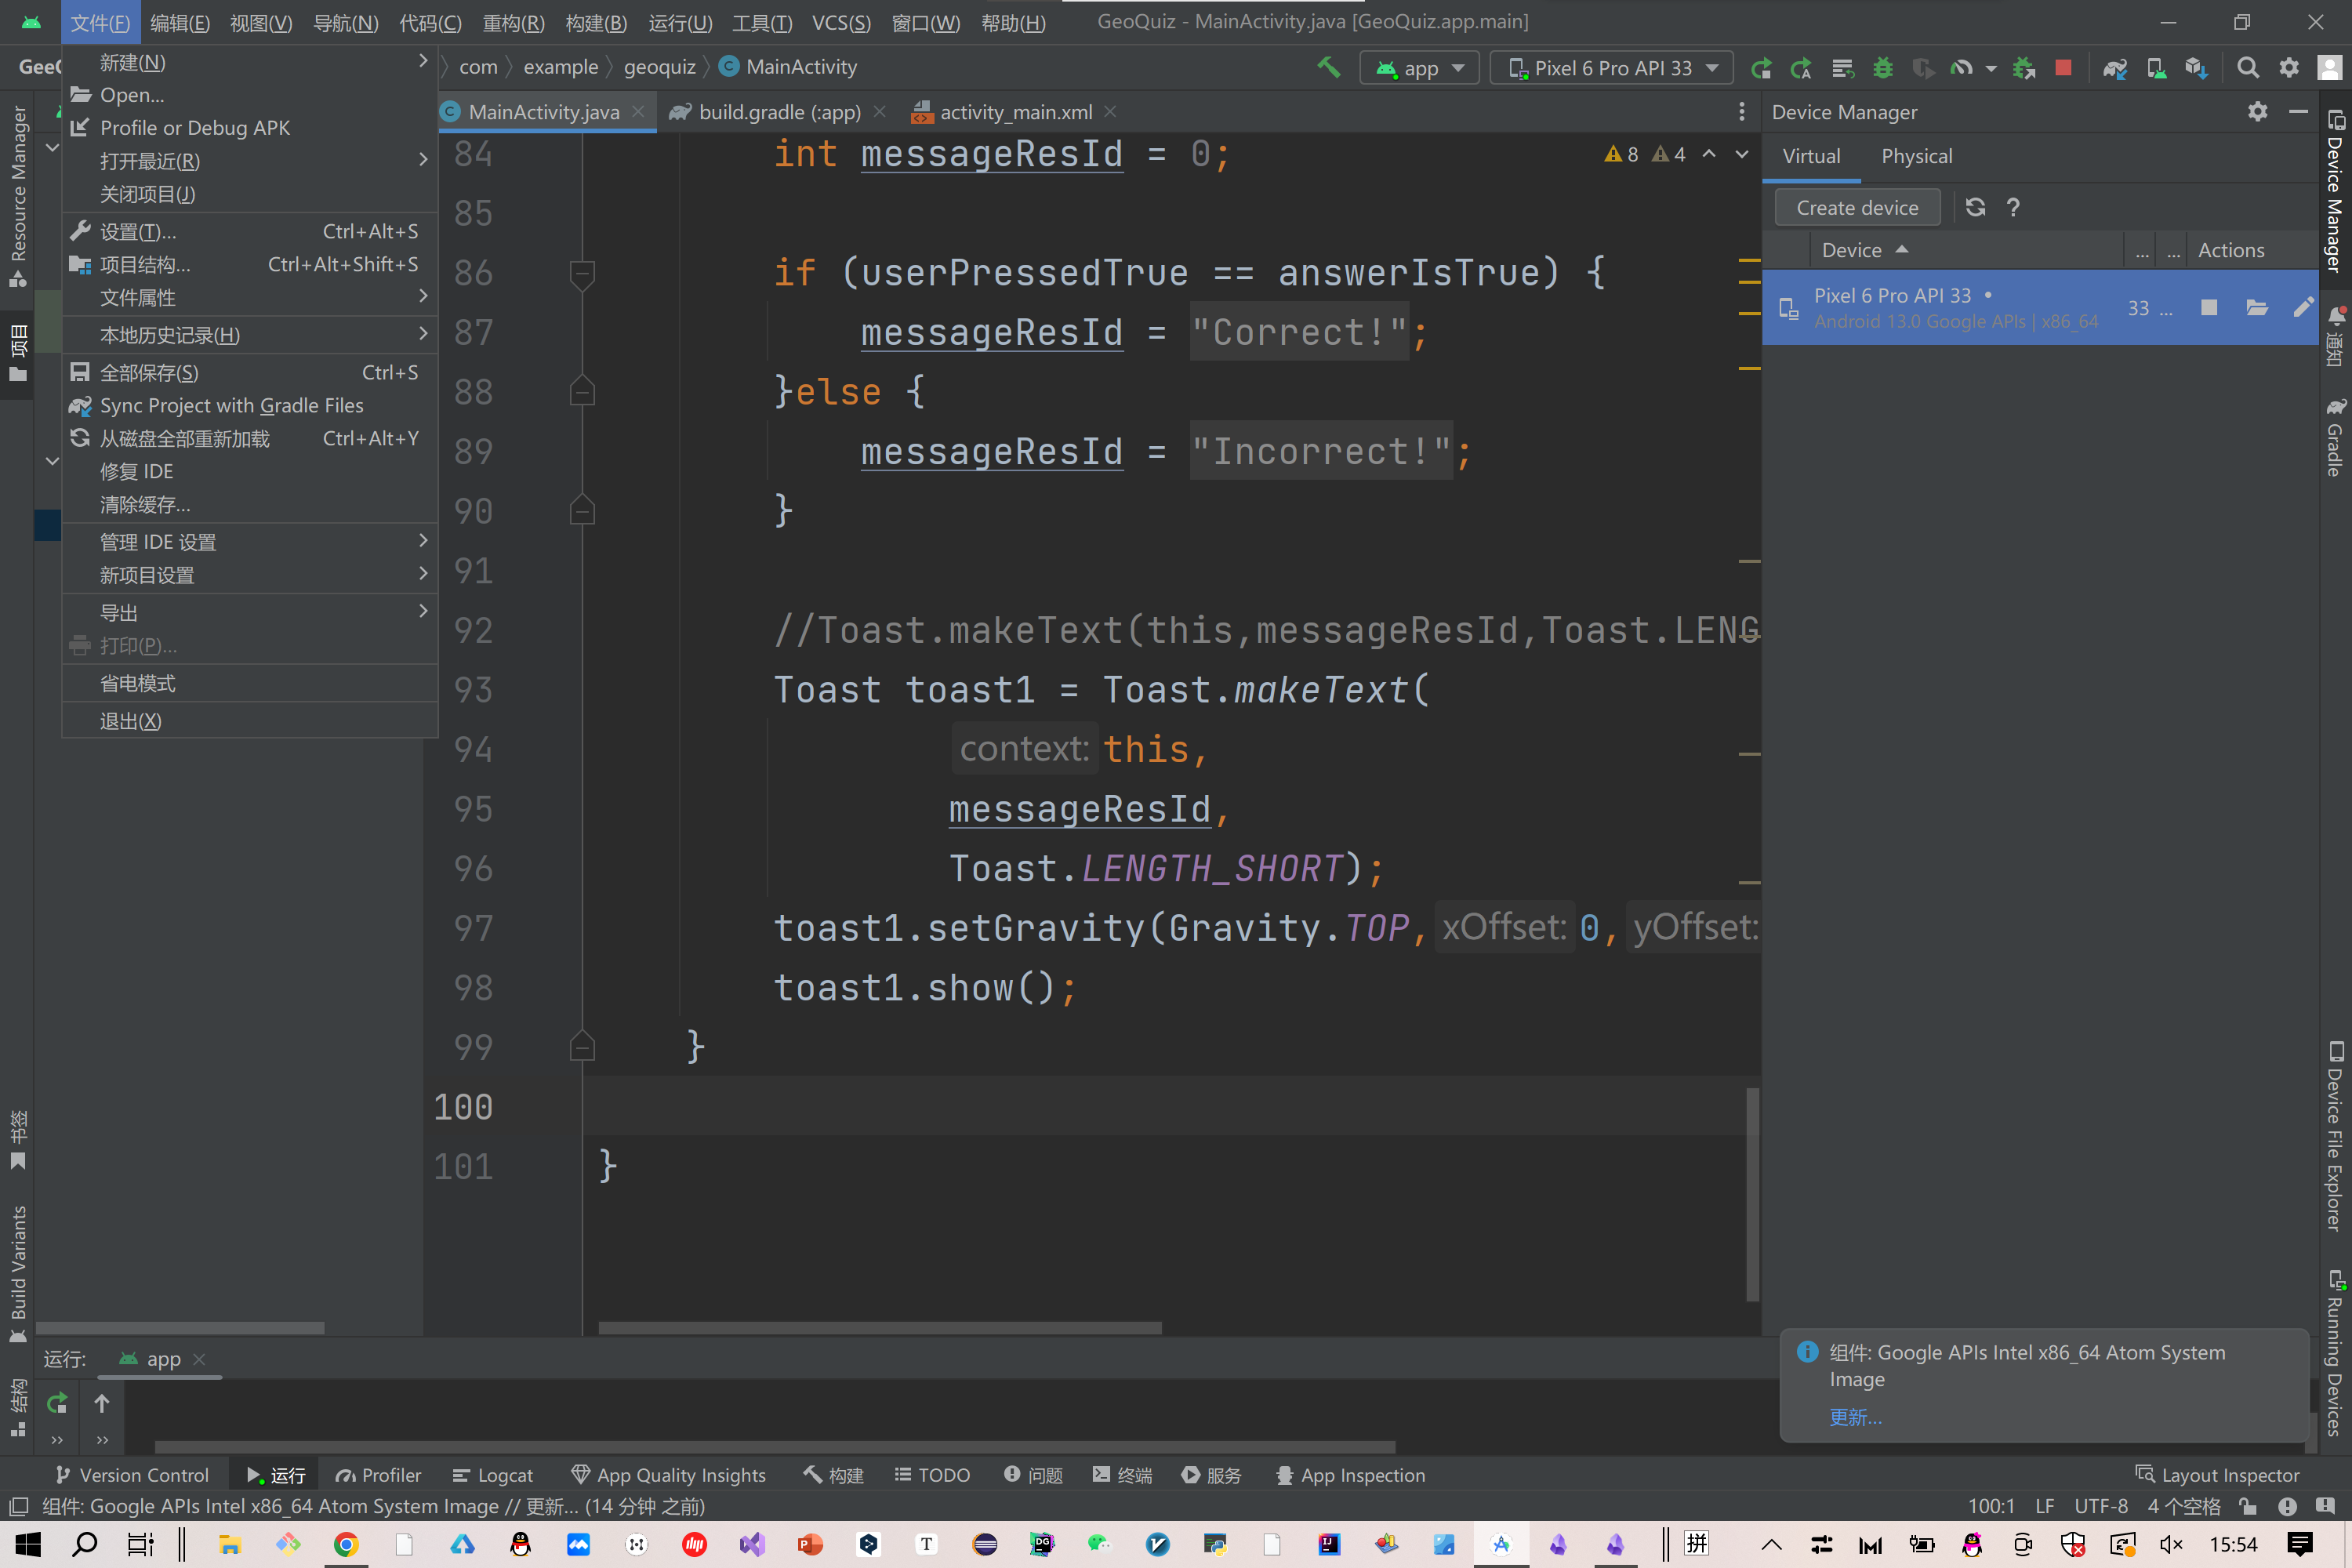 文件(F) 编辑(E) 视图(V) 导航(N) 代码(C) 重构(R) 构建(B) 运行(U) 工具(T) VCS(S) 窗口(W) 帮助(H) GeoQuiz - MainActivity.java [GeoQuiz.app.main]
com example geoquiz MainActivity app Pixel 6 Pro API 33
新建(N)
Open...
Profile or Debug APK
打开最近(R)
关闭项目(J)
设置(T)... Ctrl+Alt+S
项目结构... Ctrl+Alt+Shift+S
文件属性
本地历史记录(H)
全部保存(S) Ctrl+S
Sync Project with Gradle Files
从磁盘全部重新加载 Ctrl+Alt+Y
修复 IDE
清除缓存...
管理 IDE 设置
新项目设置
导出
打印(P)...
省电模式
退出(X)
Resource Manager
项目
书签
Build Variants
结构
MainActivity.java build.gradle (:app) activity_main.xml
8 4
84 int messageResId = 0;
85
86 if (userPressedTrue == answerIsTrue) {
87 messageResId = "Correct!";
88 }else {
89 messageResId = "Incorrect!";
90 }
91
92 //Toast.makeText(this,messageResId,Toast.LENG
93 Toast toast1 = Toast.makeText(
94 context: this,
95 messageResId,
96 Toast.LENGTH_SHORT);
97 toast1.setGravity(Gravity.TOP, xOffset: 0, yOffset:
98 toast1.show();
99 }
100
101 }
Device Manager
Virtual Physical
Create device ?
Device ... ... Actions
Pixel 6 Pro API 33
Android 13.0 Google APIs | x86_64
33 ...
Device Manager
通知
Gradle
Device File Explorer
Running Devices
组件: Google APIs Intel x86_64 Atom System
Image
更新...
运行: app
Version Control 运行 Profiler Logcat App Quality Insights 构建 TODO 问题 终端 服务 App Inspection Layout Inspector
组件: Google APIs Intel x86_64 Atom System Image // 更新... (14 分钟 之前) 100:1 LF UTF-8 4 个空格
拼 15:54